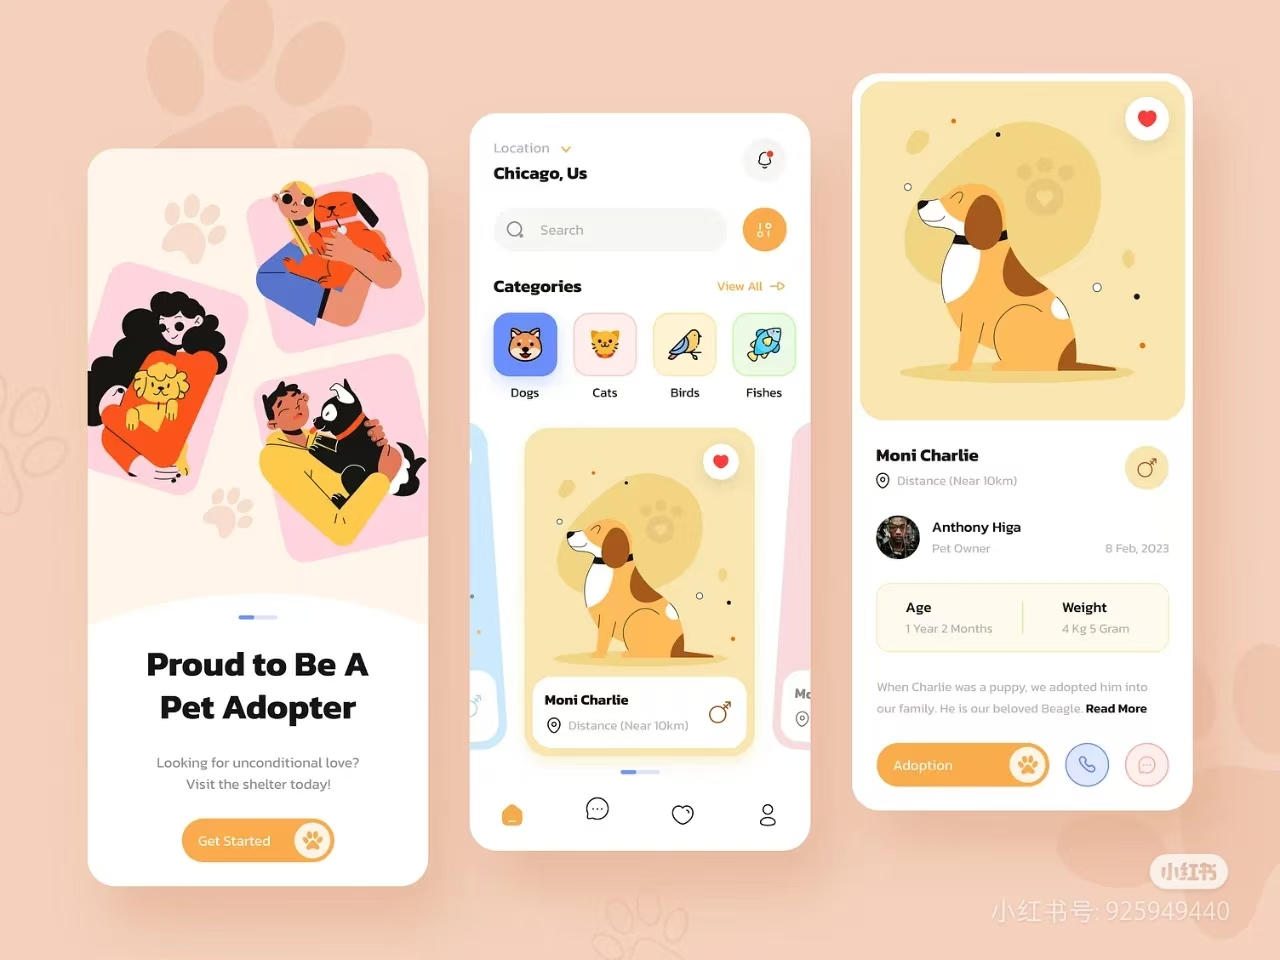 Proud to Be A
Pet Adopter
Looking for unconditional love?
Visit the shelter today!
Get Started
Location
Chicago, Us
Search
Categories
View All
Dogs
Cats
Birds
Fishes
Moni Charlie
Distance (Near 10km)
Mo
Moni Charlie
Distance (Near 10km)
Anthony Higa
Pet Owner
8 Feb, 2023
Age
1 Year 2 Months
Weight
4 Kg 5 Gram
When Charlie was a puppy, we adopted him into
our family. He is our beloved Beagle. Read More
Adoption
小红书
小红书号: 925949440